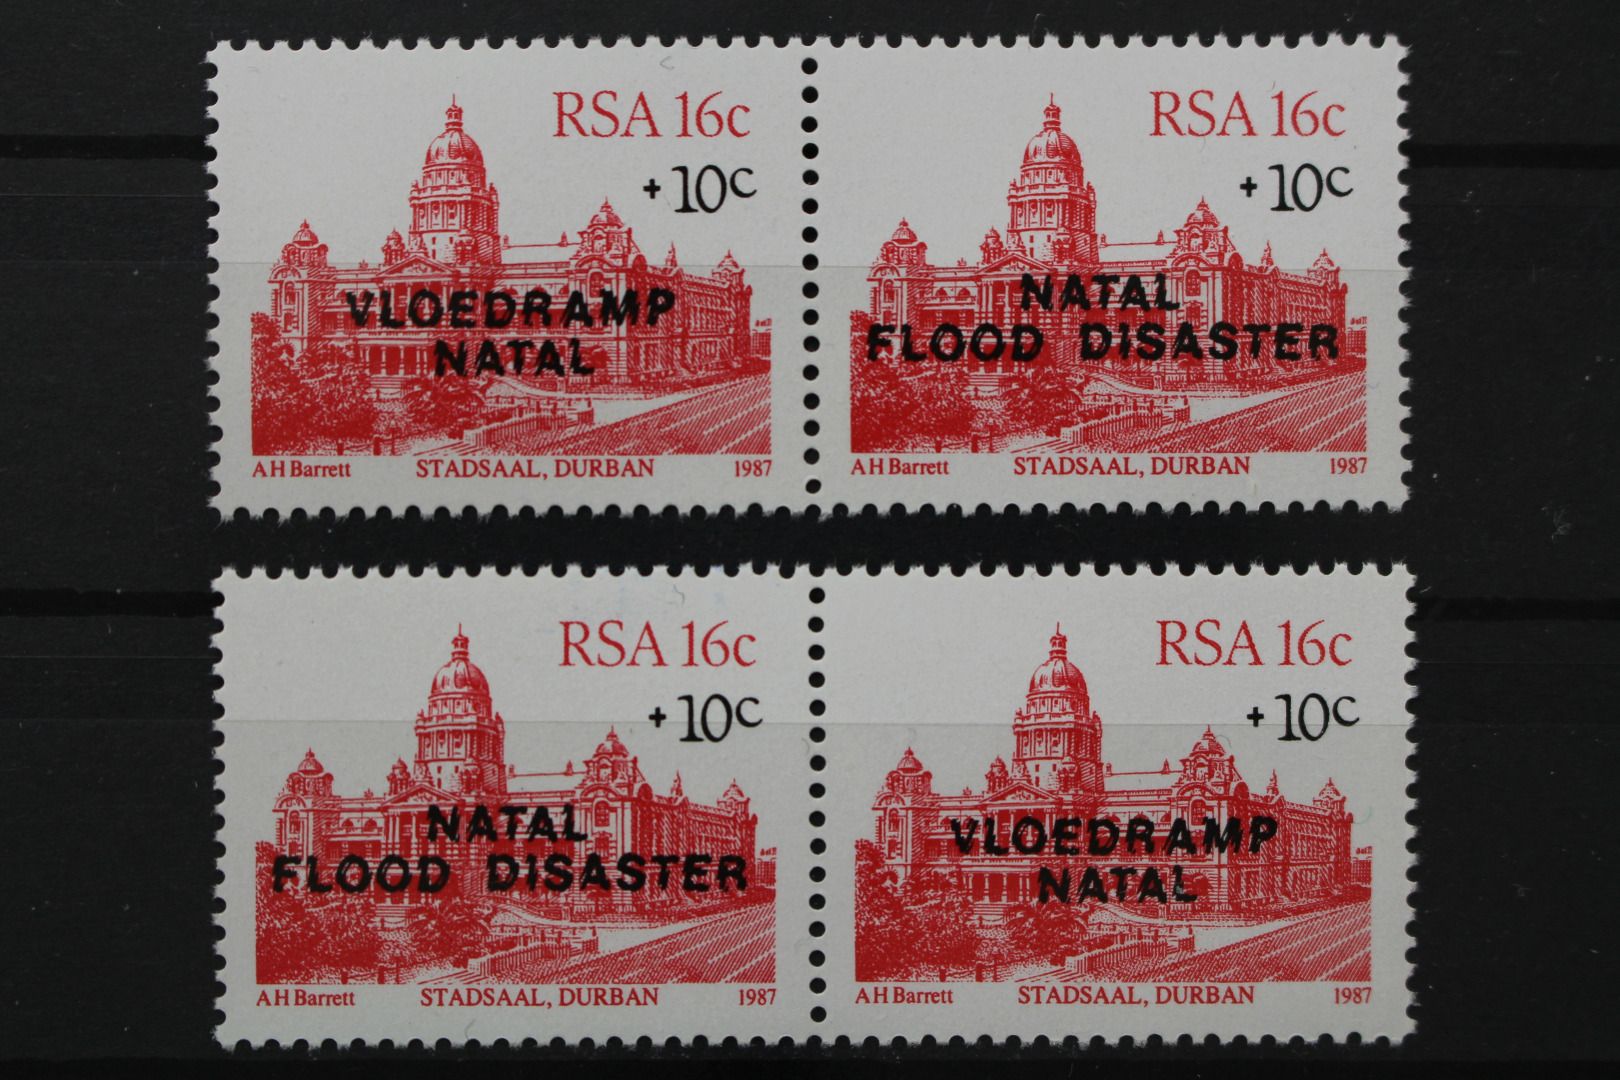 RSA 16c
+10c
VLOEDRAMP
NATAL
A H Barrett STADSAAL, DURBAN 1987
RSA 16c
+10c
NATAL
FLOOD DISASTER
A H Barrett STADSAAL, DURBAN 1987
RSA 16c
+10c
NATAL
FLOOD DISASTER
A H Barrett STADSAAL, DURBAN 1987
RSA 16c
+10c
VLOEDRAMP
NATAL
A H Barrett STADSAAL, DURBAN 1987